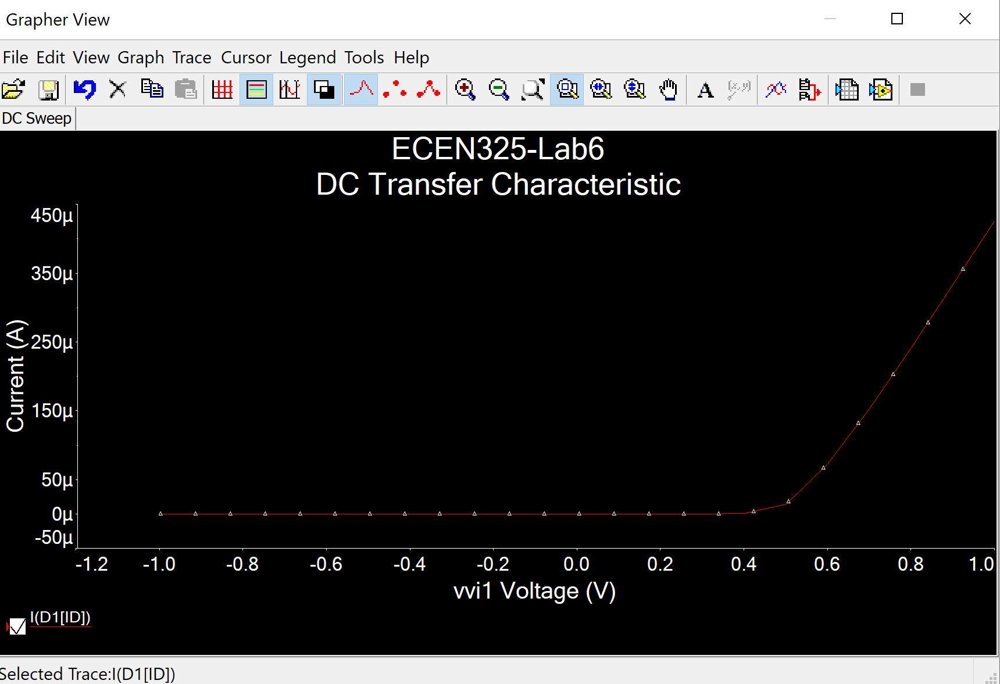 Grapher View
File Edit View Graph Trace Cursor Legend Tools Help
DC Sweep
ECEN325-Lab6
DC Transfer Characteristic
450µ
350µ
250µ
150µ
50µ
0µ
-50µ
Current (A)
-1.2 -1.0 -0.8 -0.6 -0.4 -0.2 0.0 0.2 0.4 0.6 0.8 1.0
vvi1 Voltage (V)
I(D1[ID])
Selected Trace:I(D1[ID])